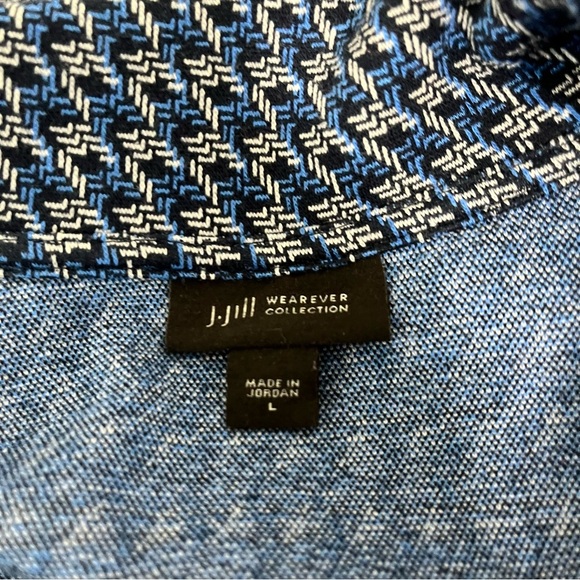 J.Jill WEAREVER
COLLECTION
MADE IN
JORDAN
L